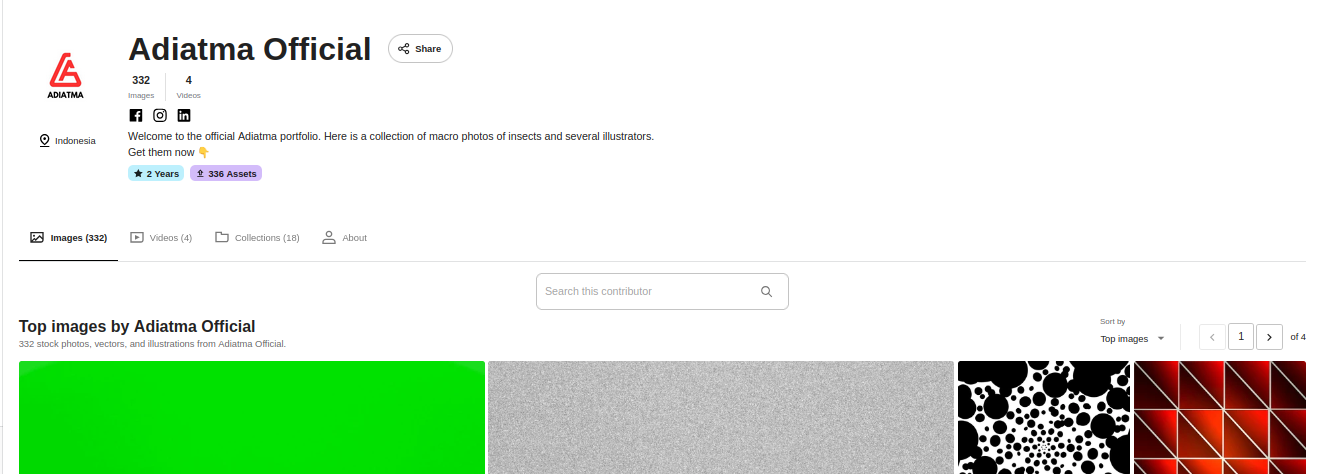 Adiatma Official
Share
332
Images
4
Videos
ADIATMA
Indonesia
Welcome to the official Adiatma portfolio. Here is a collection of macro photos of insects and several illustrators.
Get them now 👇
2 Years
336 Assets
Images (332)
Videos (4)
Collections (18)
About
Search this contributor
Top images by Adiatma Official
332 stock photos, vectors, and illustrations from Adiatma Official.
Sort by
Top images
1
of 4